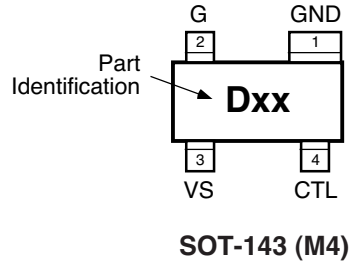 G GND
2 1
Part
Identification
Dxx
3 4
VS CTL
SOT-143 (M4)